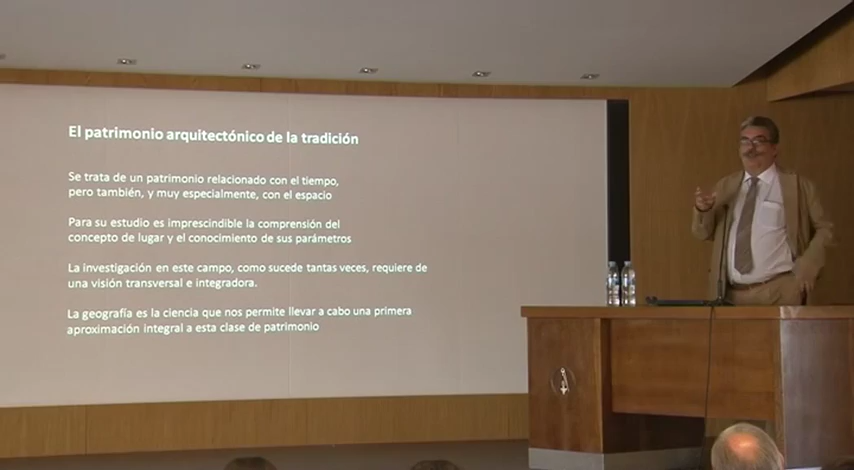 El patrimonio arquitectónico de la tradición
Se trata de un patrimonio relacionado con el tiempo,
pero también, y muy especialmente, con el espacio
Para su estudio es imprescindible la comprensión del
concepto de lugar y el conocimiento de sus parámetros
La investigación en este campo, como sucede tantas veces, requiere de
una visión transversal e integradora.
La geografía es la ciencia que nos permite llevar a cabo una primera
aproximación integral a esta clase de patrimonio